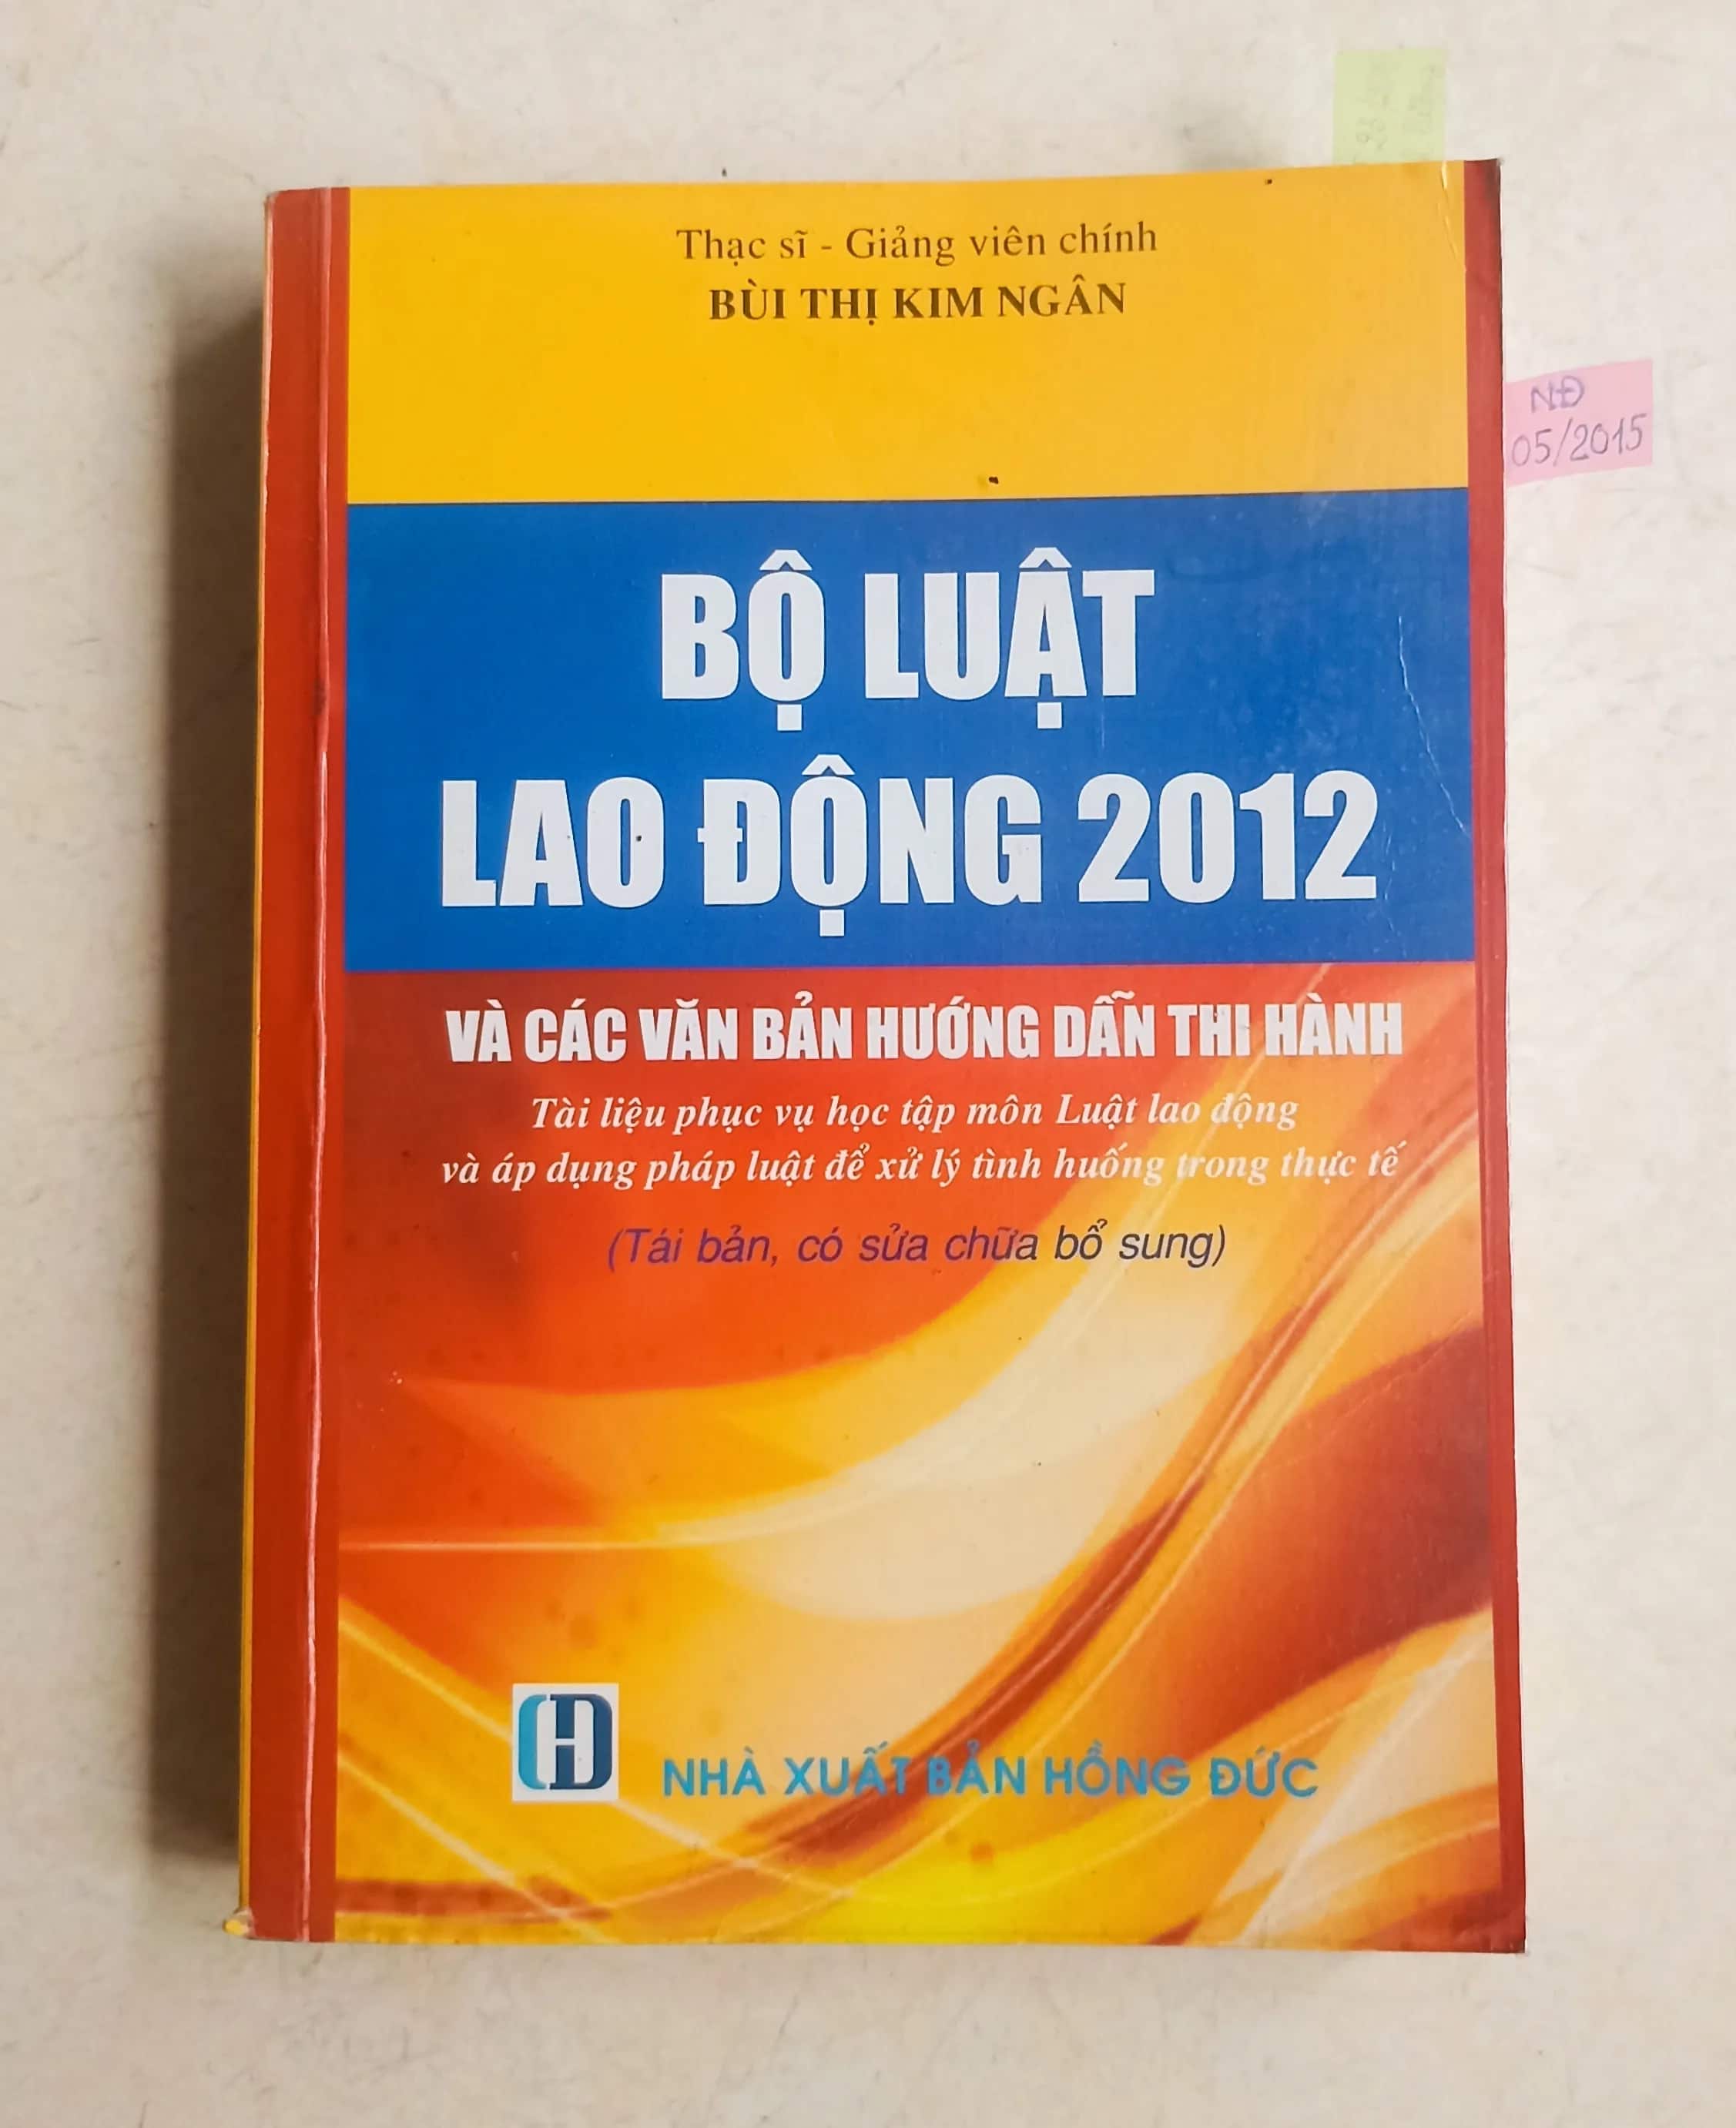 Thạc sĩ - Giảng viên chính
BÙI THỊ KIM NGÂN
NĐ
05/2015
BỘ LUẬT
LAO ĐỘNG 2012
VÀ CÁC VĂN BẢN HƯỚNG DẪN THI HÀNH
Tài liệu phục vụ học tập môn Luật lao động
và áp dụng pháp luật để xử lý tình huống trong thực tế
(Tái bản, có sửa chữa bổ sung)
HD
NHÀ XUẤT BẢN HỒNG ĐỨC